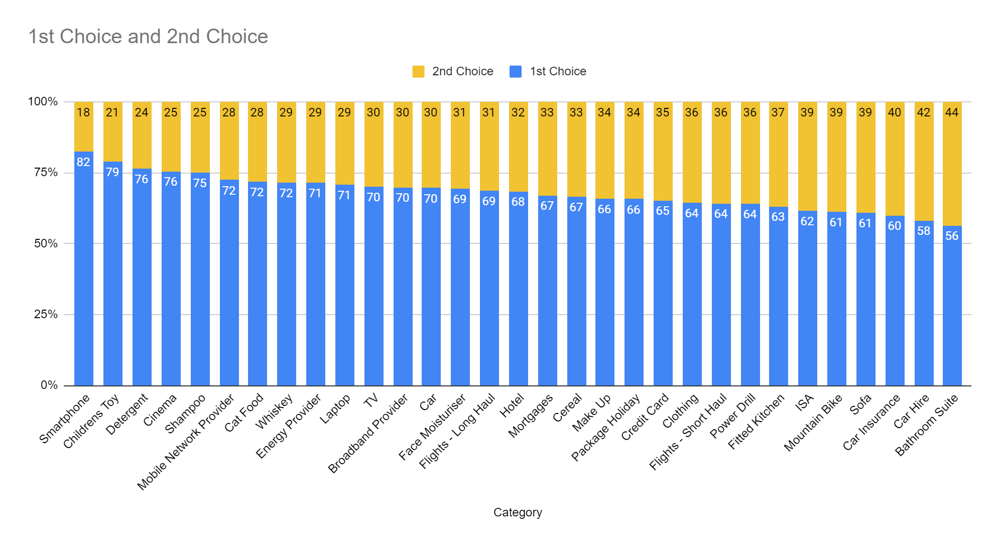 1st Choice and 2nd Choice
2nd Choice 1st Choice
100%
75%
50%
25%
0%
18 21 24 25 25 28 28 29 29 29 30 30 30 31 31 32 33 33 34 34 35 36 36 36 37 39 39 39 40 42 44
82 79 76 76 75 72 72 72 71 71 70 70 70 69 69 68 67 67 66 66 65 64 64 64 63 62 61 61 60 58 56
Smartphone
Childrens Toy
Detergent
Cinema
Shampoo
Mobile Network Provider
Cat Food
Whiskey
Energy Provider
Laptop
TV
Broadband Provider
Car
Face Moisturiser
Flights - Long Haul
Hotel
Mortgages
Cereal
Make Up
Package Holiday
Credit Card
Clothing
Flights - Short Haul
Power Drill
Fitted Kitchen
ISA
Mountain Bike
Sofa
Car Insurance
Car Hire
Bathroom Suite
Category